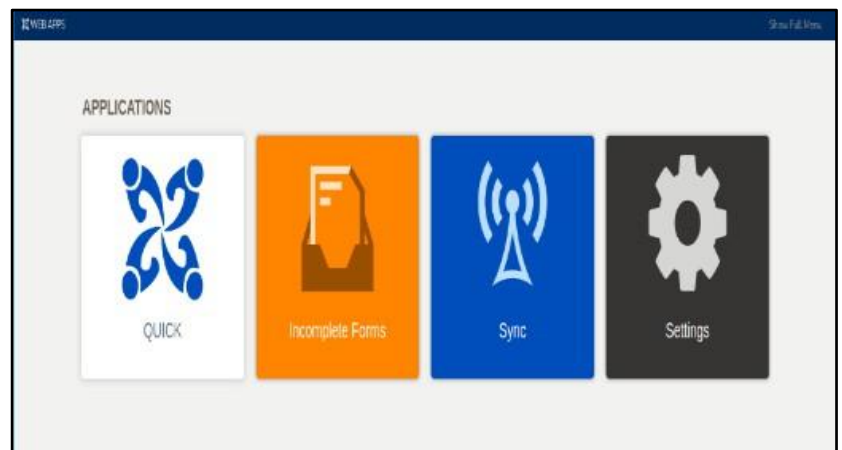 WEB APPS
Show Full Menu
APPLICATIONS
QUICK
Incomplete Forms
Sync
Settings